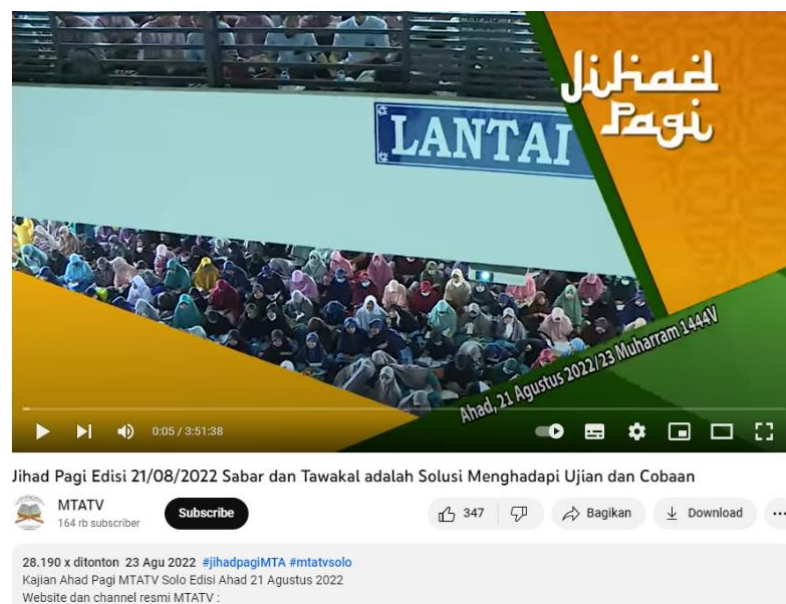 Jihad
Pagi
LANTAI
Ahad, 21 Agustus 2022/23 Muharram 1444V
0:05 / 3:51:38
Jihad Pagi Edisi 21/08/2022 Sabar dan Tawakal adalah Solusi Menghadapi Ujian dan Cobaan
MTATV
164 rb subscriber
Subscribe
347
Bagikan
Download
28.190 x ditonton 23 Agu 2022 #jihadpagiMTA #mtatvsolo
Kajian Ahad Pagi MTATV Solo Edisi Ahad 21 Agustus 2022
Website dan channel resmi MTATV :